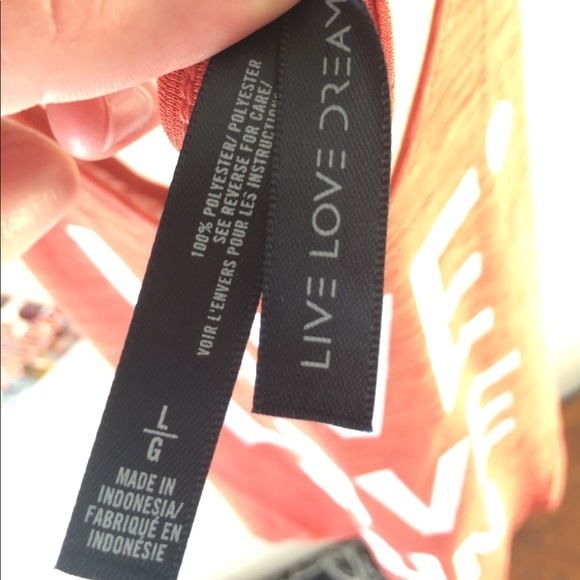 LIVE LOVE DREAM
100% POLYESTER/ POLYESTER
SEE REVERSE FOR CARE/
VOIR L'ENVERS POUR LES INSTRUCTIONS
L
G
MADE IN
INDONESIA/
FABRIQUÉ EN
INDONÉSIE